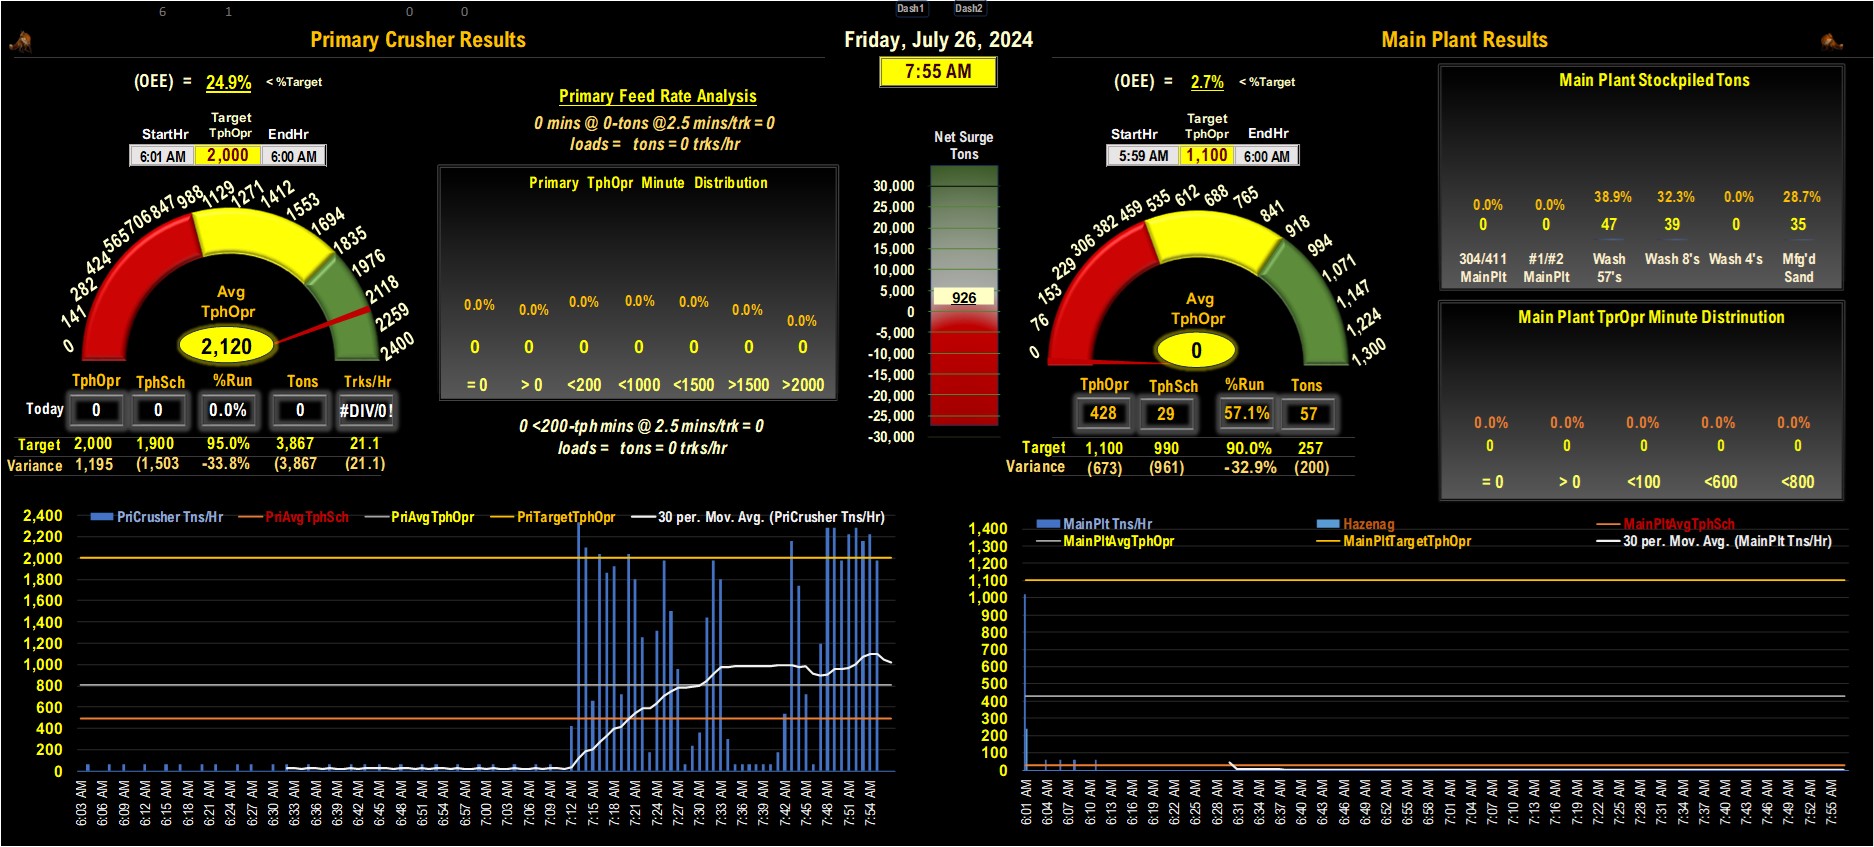 6 1 0 0 Dash1 Dash2
Primary Crusher Results
Friday, July 26, 2024
Main Plant Results
7:55 AM
(OEE) = 24.9% < %Target
Target
StartHr TphOpr EndHr
6:01 AM 2,000 6:00 AM
0 141 282 424 565 706 847 988 1129 1271 1412 1553 1694 1835 1976 2118 2259 2400
Avg
TphOpr
2,120
TphOpr TphSch %Run Tons Trks/Hr
Today 0 0 0.0% 0 #DIV/0!
Target 2,000 1,900 95.0% 3,867 21.1
Variance 1,195 (1,503 -33.8% (3,867 (21.1)
Primary Feed Rate Analysis
0 mins @ 0-tons @2.5 mins/trk = 0
loads = tons = 0 trks/hr
Primary TphOpr Minute Distribution
0.0% 0.0% 0.0% 0.0% 0.0% 0.0% 0.0%
0 0 0 0 0 0 0
= 0 > 0 <200 <1000 <1500 >1500 >2000
0 <200-tph mins @ 2.5 mins/trk = 0
loads = tons = 0 trks/hr
Net Surge
Tons
30,000
25,000
20,000
15,000
10,000
5,000
926
0
-5,000
-10,000
-15,000
-20,000
-25,000
-30,000
(OEE) = 2.7% < %Target
Target
StartHr TphOpr EndHr
5:59 AM 1,100 6:00 AM
0 76 153 229 306 382 459 535 612 688 765 841 918 994 1,071 1,147 1,224 1,300
Avg
TphOpr
0
TphOpr TphSch %Run Tons
428 29 57.1% 57
Target 1,100 990 90.0% 257
Variance (673) (961) -32.9% (200)
Main Plant Stockpiled Tons
0.0% 0.0% 38.9% 32.3% 0.0% 28.7%
0 0 47 39 0 35
304/411 #1/#2 Wash Wash 8's Wash 4's Mfg'd
MainPlt MainPlt 57's Sand
Main Plant TprOpr Minute Distrinution
0.0% 0.0% 0.0% 0.0% 0.0%
0 0 0 0 0
= 0 > 0 <100 <600 <800
PriCrusher Tns/Hr PriAvgTphSch PriAvgTphOpr PriTargetTphOpr 30 per. Mov. Avg. (PriCrusher Tns/Hr)
2,400
2,200
2,000
1,800
1,600
1,400
1,200
1,000
800
600
400
200
0
6:03 AM 6:06 AM 6:09 AM 6:12 AM 6:15 AM 6:18 AM 6:21 AM 6:24 AM 6:27 AM 6:30 AM 6:33 AM 6:36 AM 6:39 AM 6:42 AM 6:45 AM 6:48 AM 6:51 AM 6:54 AM 6:57 AM 7:00 AM 7:03 AM 7:06 AM 7:09 AM 7:12 AM 7:15 AM 7:18 AM 7:21 AM 7:24 AM 7:27 AM 7:30 AM 7:33 AM 7:36 AM 7:39 AM 7:42 AM 7:45 AM 7:48 AM 7:51 AM 7:54 AM
MainPlt Tns/Hr Hazenag MainPltAvgTphSch
MainPltAvgTphOpr MainPltTargetTphOpr 30 per. Mov. Avg. (MainPlt Tns/Hr)
1,400
1,300
1,200
1,100
1,000
900
800
700
600
500
400
300
200
100
0
6:01 AM 6:04 AM 6:07 AM 6:10 AM 6:13 AM 6:16 AM 6:19 AM 6:22 AM 6:25 AM 6:28 AM 6:31 AM 6:34 AM 6:37 AM 6:40 AM 6:43 AM 6:46 AM 6:49 AM 6:52 AM 6:55 AM 6:58 AM 7:01 AM 7:04 AM 7:07 AM 7:10 AM 7:13 AM 7:16 AM 7:19 AM 7:22 AM 7:25 AM 7:28 AM 7:31 AM 7:34 AM 7:37 AM 7:40 AM 7:43 AM 7:46 AM 7:49 AM 7:52 AM 7:55 AM